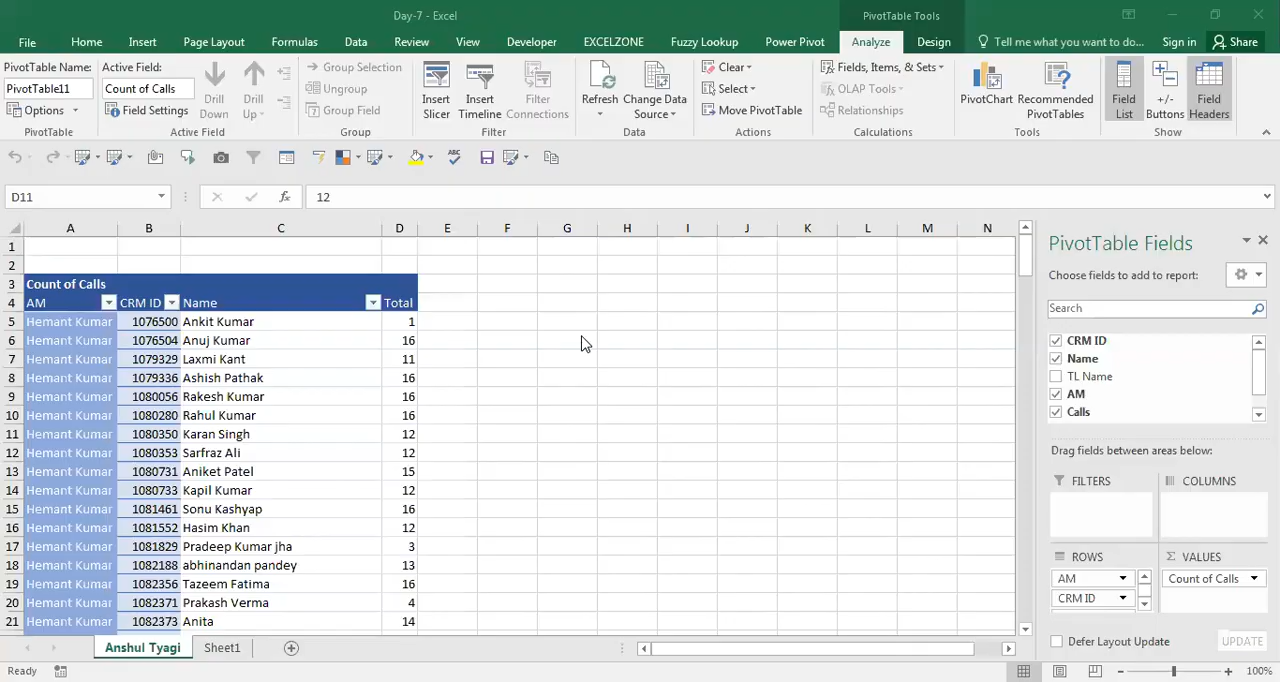 Day-7 - Excel
PivotTable Tools
File Home Insert Page Layout Formulas Data Review View Developer EXCELZONE Fuzzy Lookup Power Pivot Analyze Design Tell me what you want to do... Sign in Share
PivotTable Name: Active Field:
PivotTable11 Count of Calls
Options Field Settings
Drill Down
Drill Up
Group Selection
Ungroup
Group Field
Insert Slicer
Insert Timeline
Filter Connections
Refresh
Change Data Source
Clear
Select
Move PivotTable
Fields, Items, & Sets
OLAP Tools
Relationships
PivotChart
Recommended PivotTables
Field List
+/- Buttons
Field Headers
PivotTable Active Field Group Filter Data Actions Calculations Tools Show
ABC
D11 fx 12
A B C D E F G H I J K L M N
1
2
3 Count of Calls
4 AM CRM ID Name Total
5 Hemant Kumar 1076500 Ankit Kumar 1
6 Hemant Kumar 1076504 Anuj Kumar 16
7 Hemant Kumar 1079329 Laxmi Kant 11
8 Hemant Kumar 1079336 Ashish Pathak 16
9 Hemant Kumar 1080056 Rakesh Kumar 16
10 Hemant Kumar 1080280 Rahul Kumar 16
11 Hemant Kumar 1080350 Karan Singh 12
12 Hemant Kumar 1080353 Sarfraz Ali 12
13 Hemant Kumar 1080731 Aniket Patel 15
14 Hemant Kumar 1080733 Kapil Kumar 12
15 Hemant Kumar 1081461 Sonu Kashyap 16
16 Hemant Kumar 1081552 Hasim Khan 12
17 Hemant Kumar 1081829 Pradeep Kumar jha 3
18 Hemant Kumar 1082188 abhinandan pandey 13
19 Hemant Kumar 1082356 Tazeem Fatima 16
20 Hemant Kumar 1082371 Prakash Verma 4
21 Hemant Kumar 1082373 Anita 14
PivotTable Fields
Choose fields to add to report:
Search
CRM ID
Name
TL Name
AM
Calls
Drag fields between areas below:
FILTERS COLUMNS
ROWS Σ VALUES
AM Count of Calls
CRM ID
Defer Layout Update UPDATE
Anshul Tyagi Sheet1
Ready 100%